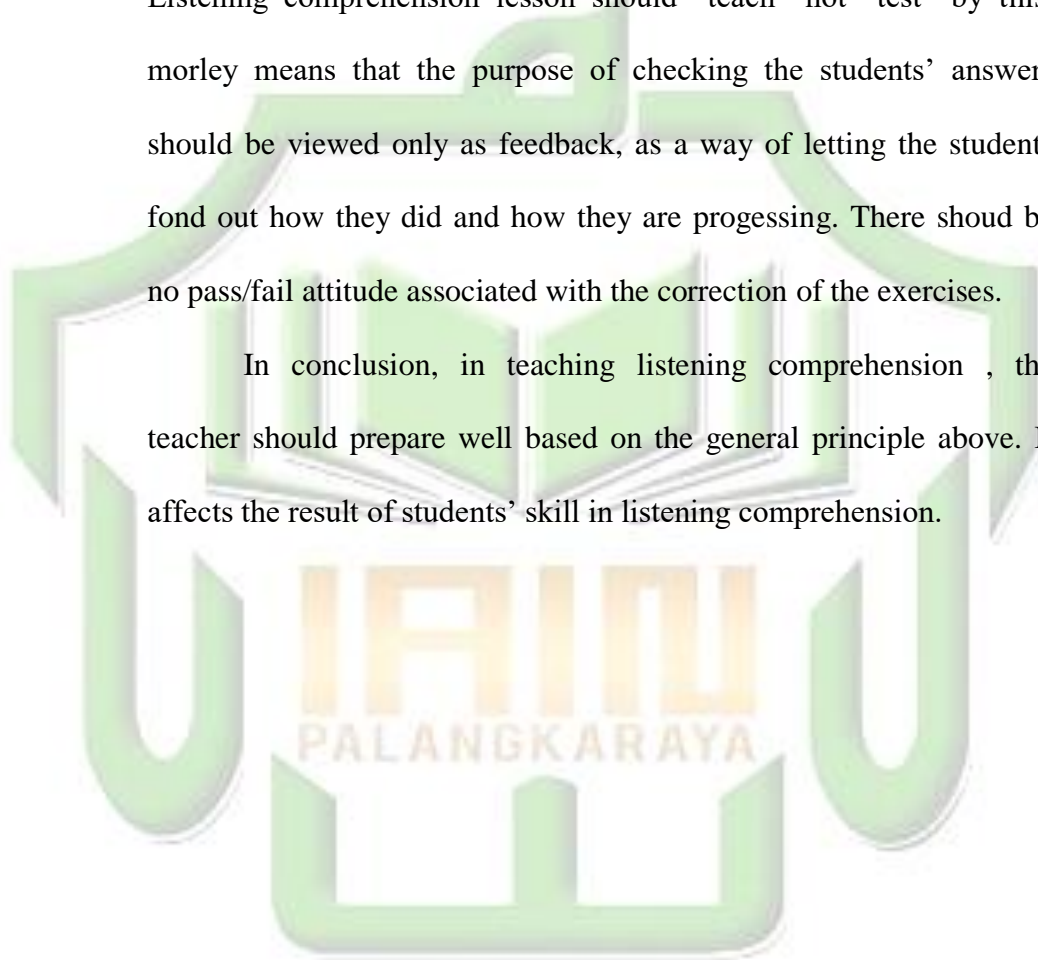 Listening comprehension lesson should "teach" not "test" by this
morley means that the purpose of checking the students' answer
should be viewed only as feedback, as a way of letting the student
fond out how they did and how they are progessing. There shoud b
no pass/fail attitude associated with the correction of the exercises.
In conclusion, in teaching listening comprehension , th
teacher should prepare well based on the general principle above. I
affects the result of students' skill in listening comprehension.
IAIN
PALANGKARAYA